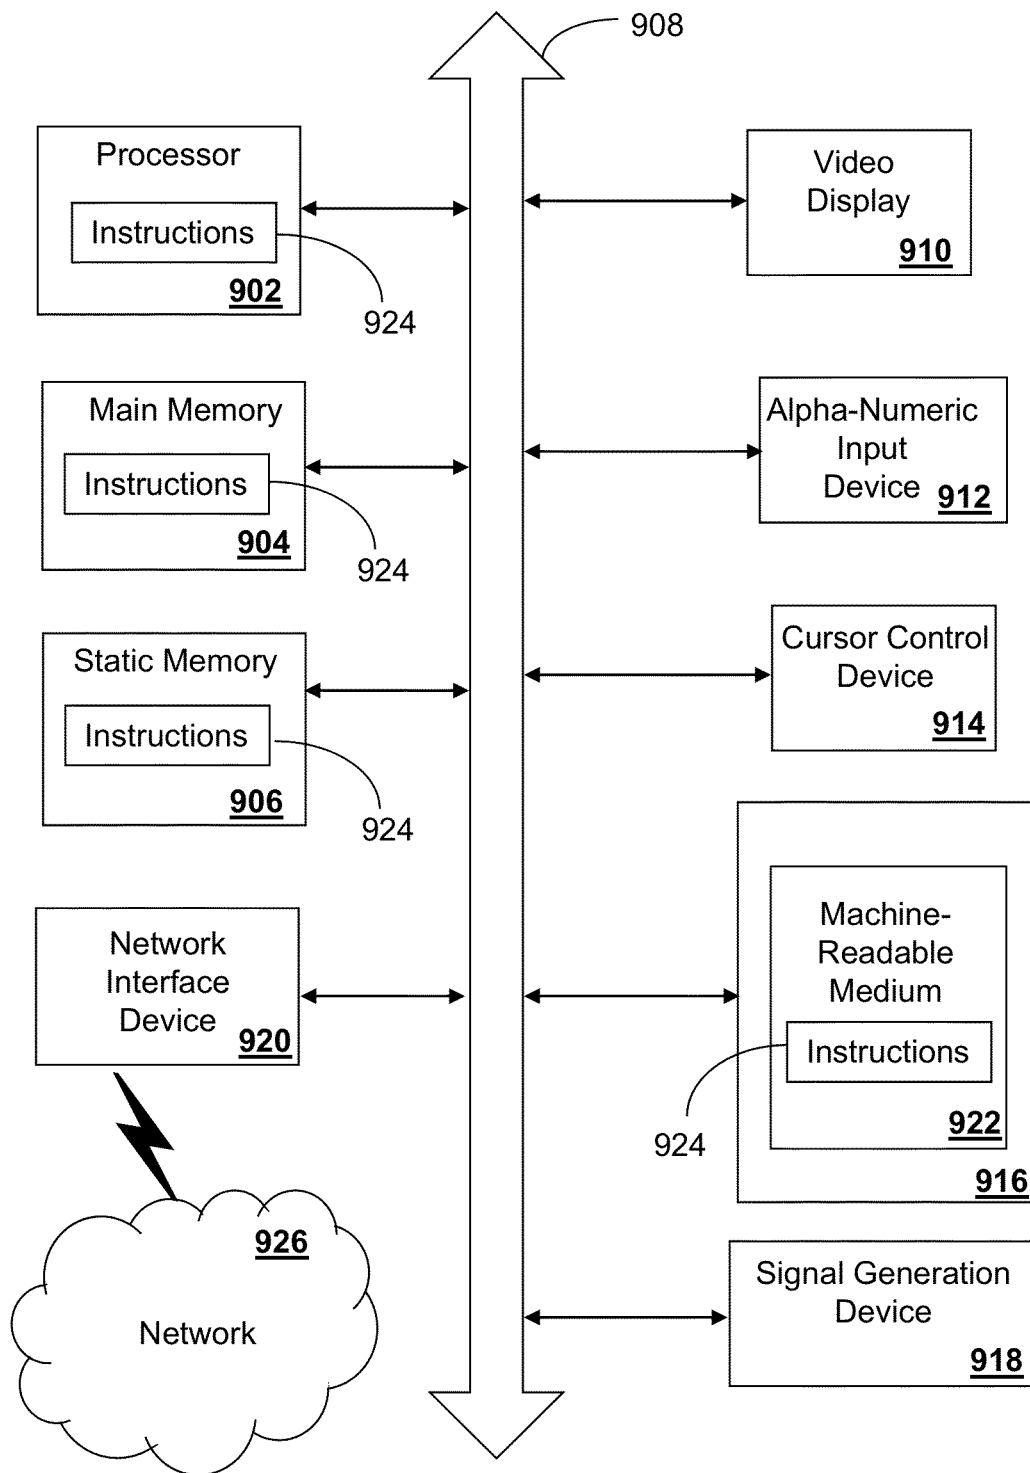 908
Processor
Instructions
902
924
Main Memory
Instructions
904
924
Static Memory
Instructions
906
924
Network
Interface
Device
920
926
Network
Video
Display
910
Alpha-Numeric
Input
Device
912
Cursor Control
Device
914
Machine-
Readable
Medium
Instructions
924
922
916
Signal Generation
Device
918